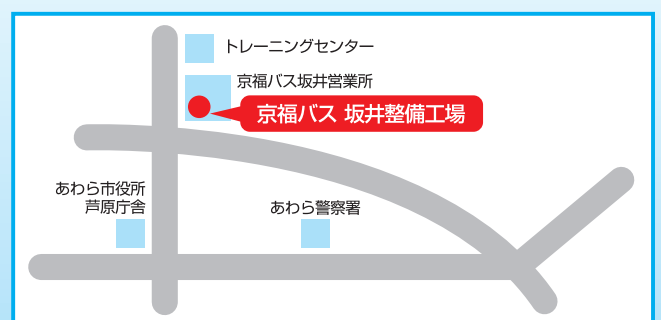 トレーニングセンター
京福バス坂井営業所
京福バス 坂井整備工場
あわら市役所
芦原庁舎
あわら警察署